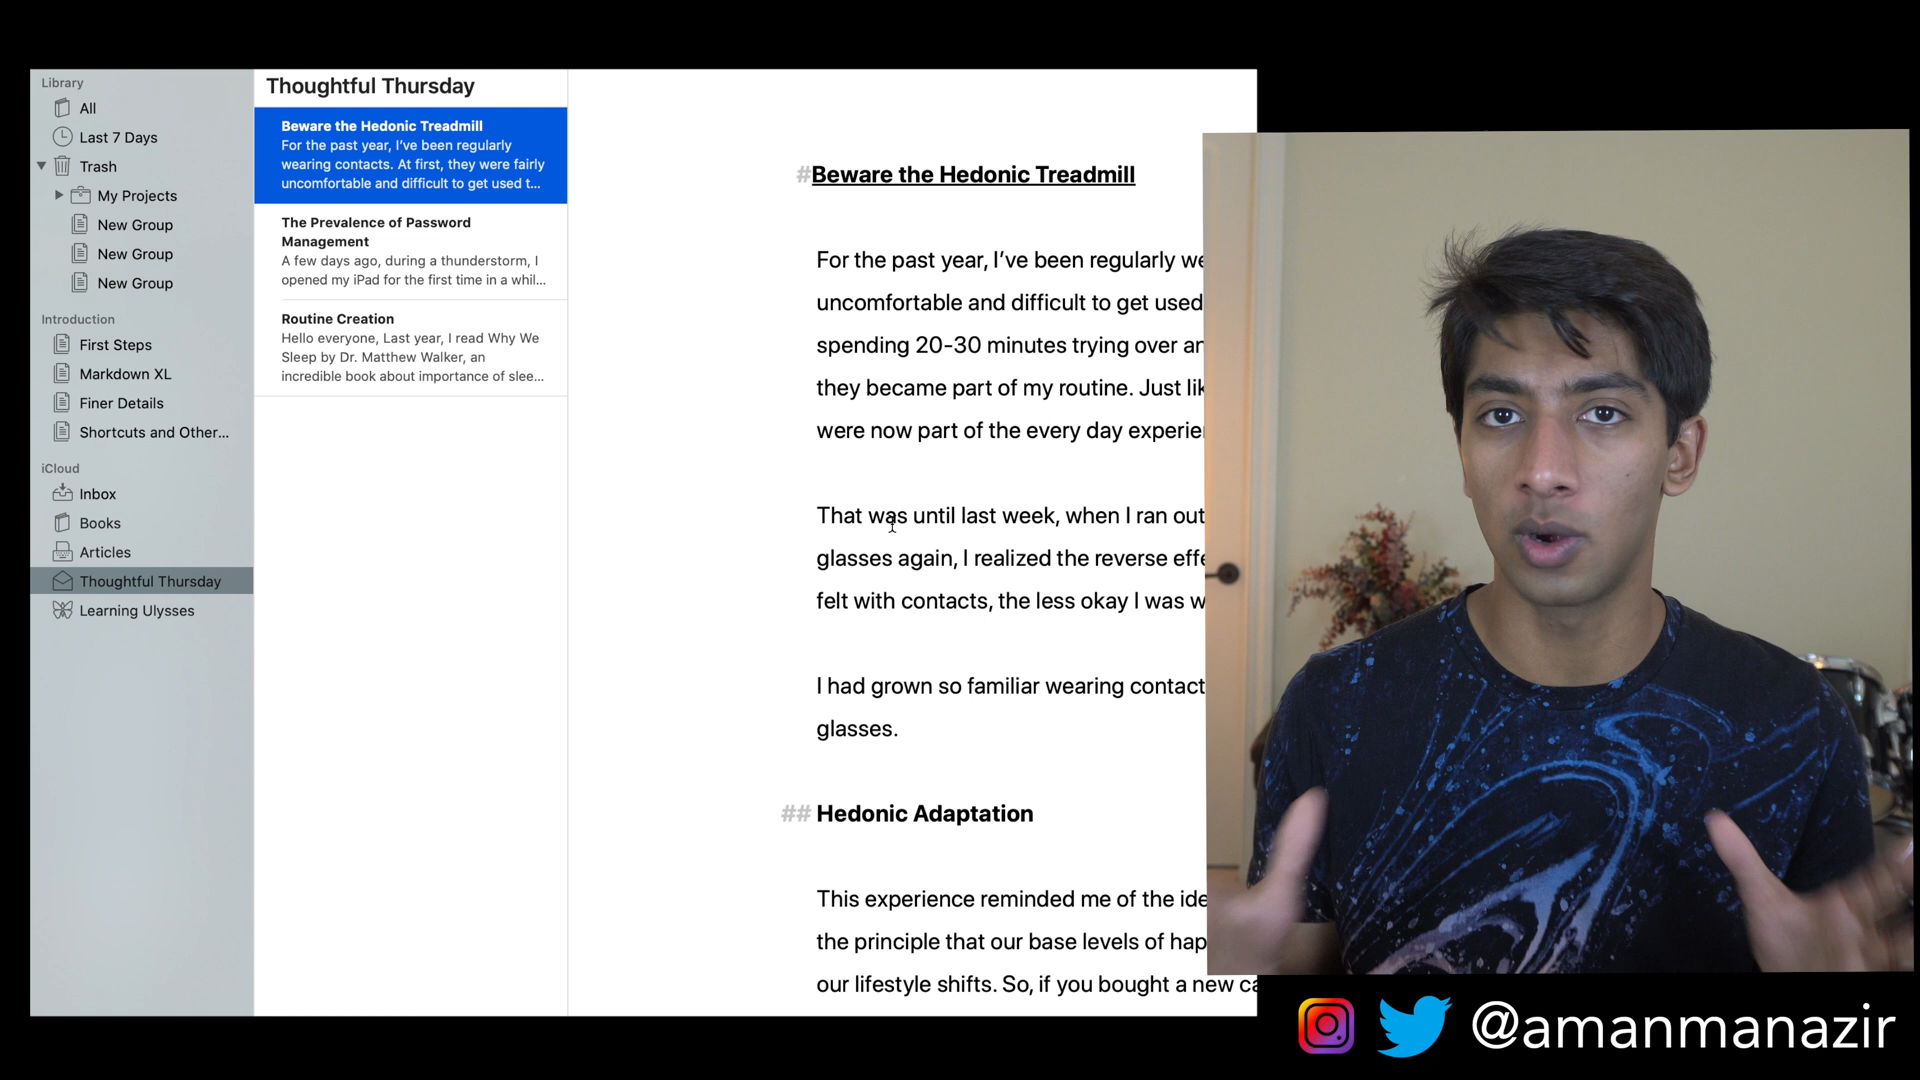 Library
All
Last 7 Days
Trash
My Projects
New Group
New Group
New Group
Introduction
First Steps
Markdown XL
Finer Details
Shortcuts and Other...
iCloud
Inbox
Books
Articles
Thoughtful Thursday
Learning Ulysses
Thoughtful Thursday
Beware the Hedonic Treadmill
For the past year, I've been regularly
wearing contacts. At first, they were fairly
uncomfortable and difficult to get used t...
The Prevalence of Password
Management
A few days ago, during a thunderstorm, I
opened my iPad for the first time in a whil...
Routine Creation
Hello everyone, Last year, I read Why We
Sleep by Dr. Matthew Walker, an
incredible book about importance of slee...
#Beware the Hedonic Treadmill
For the past year, I've been regularly we
uncomfortable and difficult to get used
spending 20-30 minutes trying over an
they became part of my routine. Just lik
were now part of the every day experie
That was until last week, when I ran out
glasses again, I realized the reverse effe
felt with contacts, the less okay I was w
I had grown so familiar wearing contact
glasses.
## Hedonic Adaptation
This experience reminded me of the ide
the principle that our base levels of hap
our lifestyle shifts. So, if you bought a new ca
@amanmanazir